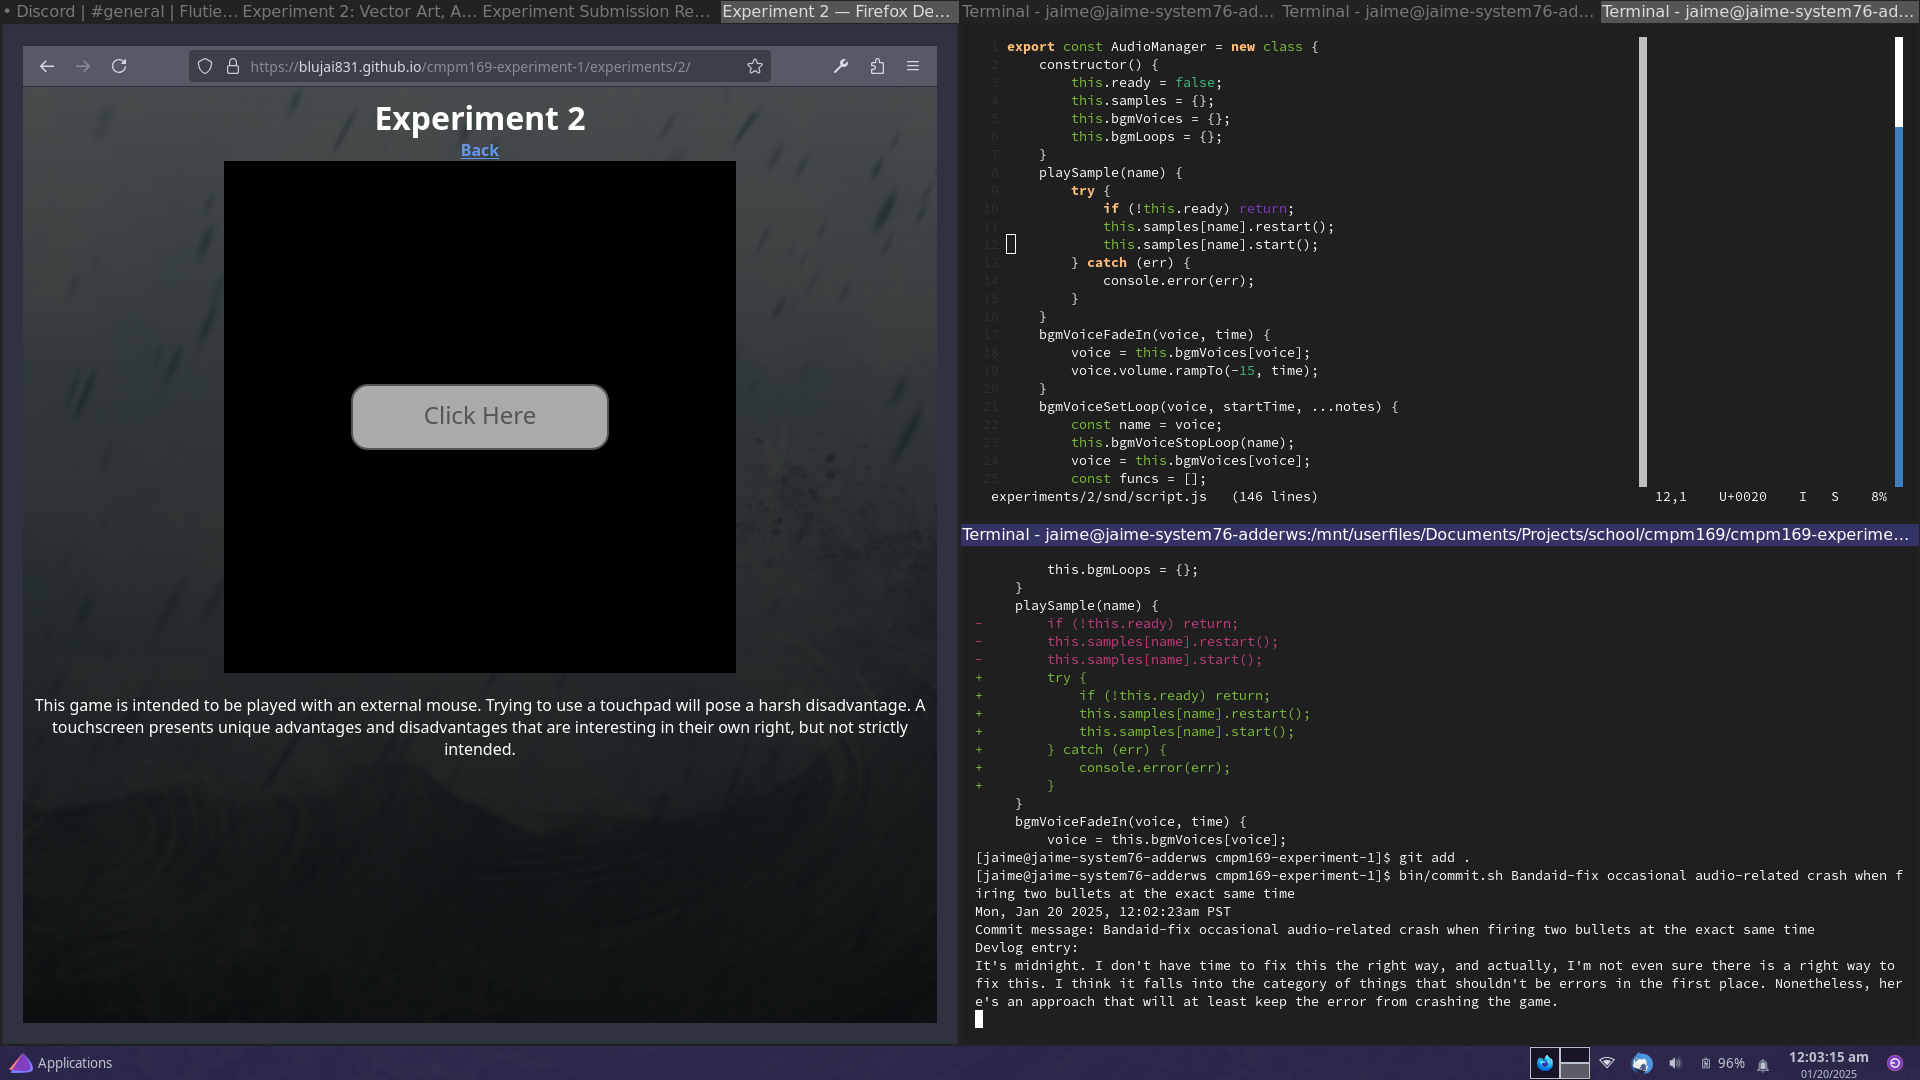 • Discord | #general | Flutie...
Experiment 2: Vector Art, A...
Experiment Submission Re...
Experiment 2 — Firefox De...
Terminal - jaime@jaime-system76-ad...
Terminal - jaime@jaime-system76-ad...
Terminal - jaime@jaime-system76-ad...
https://blujai831.github.io/cmpm169-experiment-1/experiments/2/
Experiment 2
Back
Click Here
This game is intended to be played with an external mouse. Trying to use a touchpad will pose a harsh disadvantage. A
touchscreen presents unique advantages and disadvantages that are interesting in their own right, but not strictly
intended.
1 export const AudioManager = new class {
2     constructor() {
3         this.ready = false;
4         this.samples = {};
5         this.bgmVoices = {};
6         this.bgmLoops = {};
7     }
8     playSample(name) {
9         try {
10             if (!this.ready) return;
11             this.samples[name].restart();
12             this.samples[name].start();
13         } catch (err) {
14             console.error(err);
15         }
16     }
17     bgmVoiceFadeIn(voice, time) {
18         voice = this.bgmVoices[voice];
19         voice.volume.rampTo(-15, time);
20     }
21     bgmVoiceSetLoop(voice, startTime, ...notes) {
22         const name = voice;
23         this.bgmVoiceStopLoop(name);
24         voice = this.bgmVoices[voice];
25         const funcs = [];
experiments/2/snd/script.js   (146 lines)   12,1   U+0020   I   S   8%
Terminal - jaime@jaime-system76-adderws:/mnt/userfiles/Documents/Projects/school/cmpm169/cmpm169-experime...
         this.bgmLoops = {};
     }
     playSample(name) {
-        if (!this.ready) return;
-        this.samples[name].restart();
-        this.samples[name].start();
+        try {
+            if (!this.ready) return;
+            this.samples[name].restart();
+            this.samples[name].start();
+        } catch (err) {
+            console.error(err);
+        }
     }
     bgmVoiceFadeIn(voice, time) {
         voice = this.bgmVoices[voice];
[jaime@jaime-system76-adderws cmpm169-experiment-1]$ git add .
[jaime@jaime-system76-adderws cmpm169-experiment-1]$ bin/commit.sh Bandaid-fix occasional audio-related crash when f
iring two bullets at the exact same time
Mon, Jan 20 2025, 12:02:23am PST
Commit message: Bandaid-fix occasional audio-related crash when firing two bullets at the exact same time
Devlog entry:
It's midnight. I don't have time to fix this the right way, and actually, I'm not even sure there is a right way to
fix this. I think it falls into the category of things that shouldn't be errors in the first place. Nonetheless, her
e's an approach that will at least keep the error from crashing the game.
Applications
96%
12:03:15 am
01/20/2025